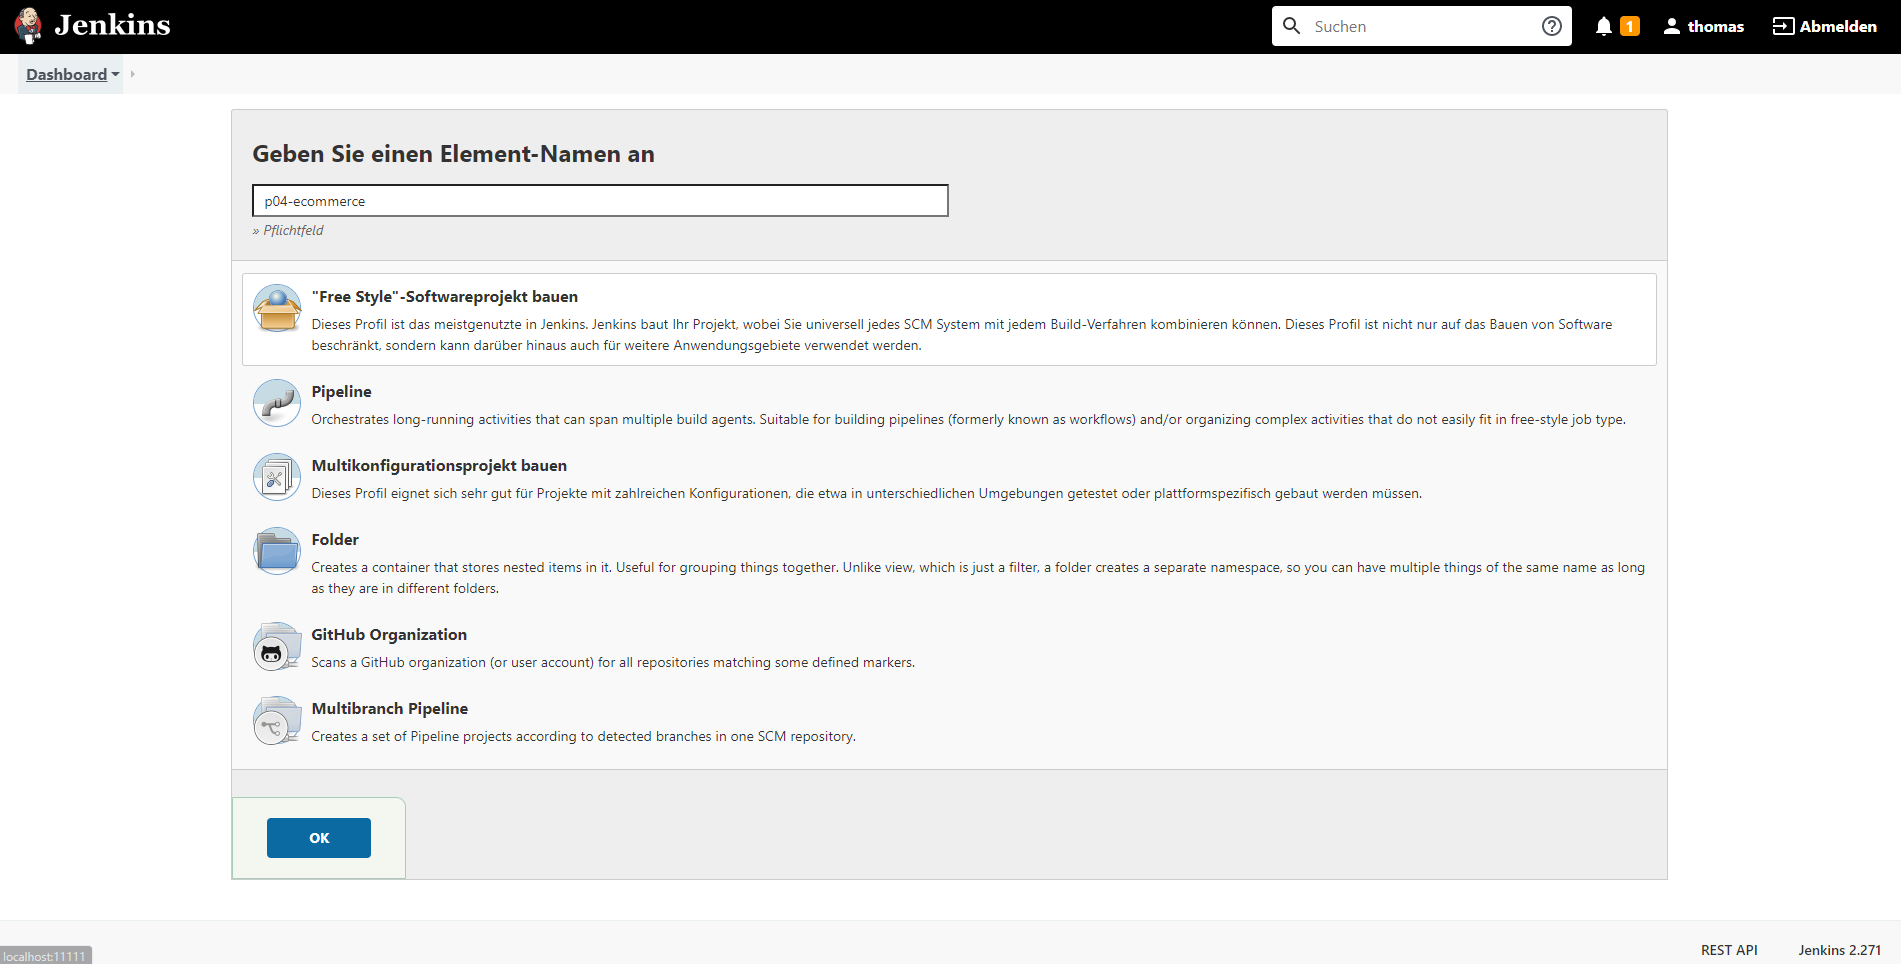 Jenkins
Suchen
1
thomas
Abmelden
Dashboard
Geben Sie einen Element-Namen an
p04-ecommerce
» Pflichtfeld
"Free Style"-Softwareprojekt bauen
Dieses Profil ist das meistgenutzte in Jenkins. Jenkins baut Ihr Projekt, wobei Sie universell jedes SCM System mit jedem Build-Verfahren kombinieren können. Dieses Profil ist nicht nur auf das Bauen von Software
beschränkt, sondern kann darüber hinaus auch für weitere Anwendungsgebiete verwendet werden.
Pipeline
Orchestrates long-running activities that can span multiple build agents. Suitable for building pipelines (formerly known as workflows) and/or organizing complex activities that do not easily fit in free-style job type.
Multikonfigurationsprojekt bauen
Dieses Profil eignet sich sehr gut für Projekte mit zahlreichen Konfigurationen, die etwa in unterschiedlichen Umgebungen getestet oder plattformspezifisch gebaut werden müssen.
Folder
Creates a container that stores nested items in it. Useful for grouping things together. Unlike view, which is just a filter, a folder creates a separate namespace, so you can have multiple things of the same name as long
as they are in different folders.
GitHub Organization
Scans a GitHub organization (or user account) for all repositories matching some defined markers.
Multibranch Pipeline
Creates a set of Pipeline projects according to detected branches in one SCM repository.
OK
REST API
Jenkins 2.271
localhost:11111